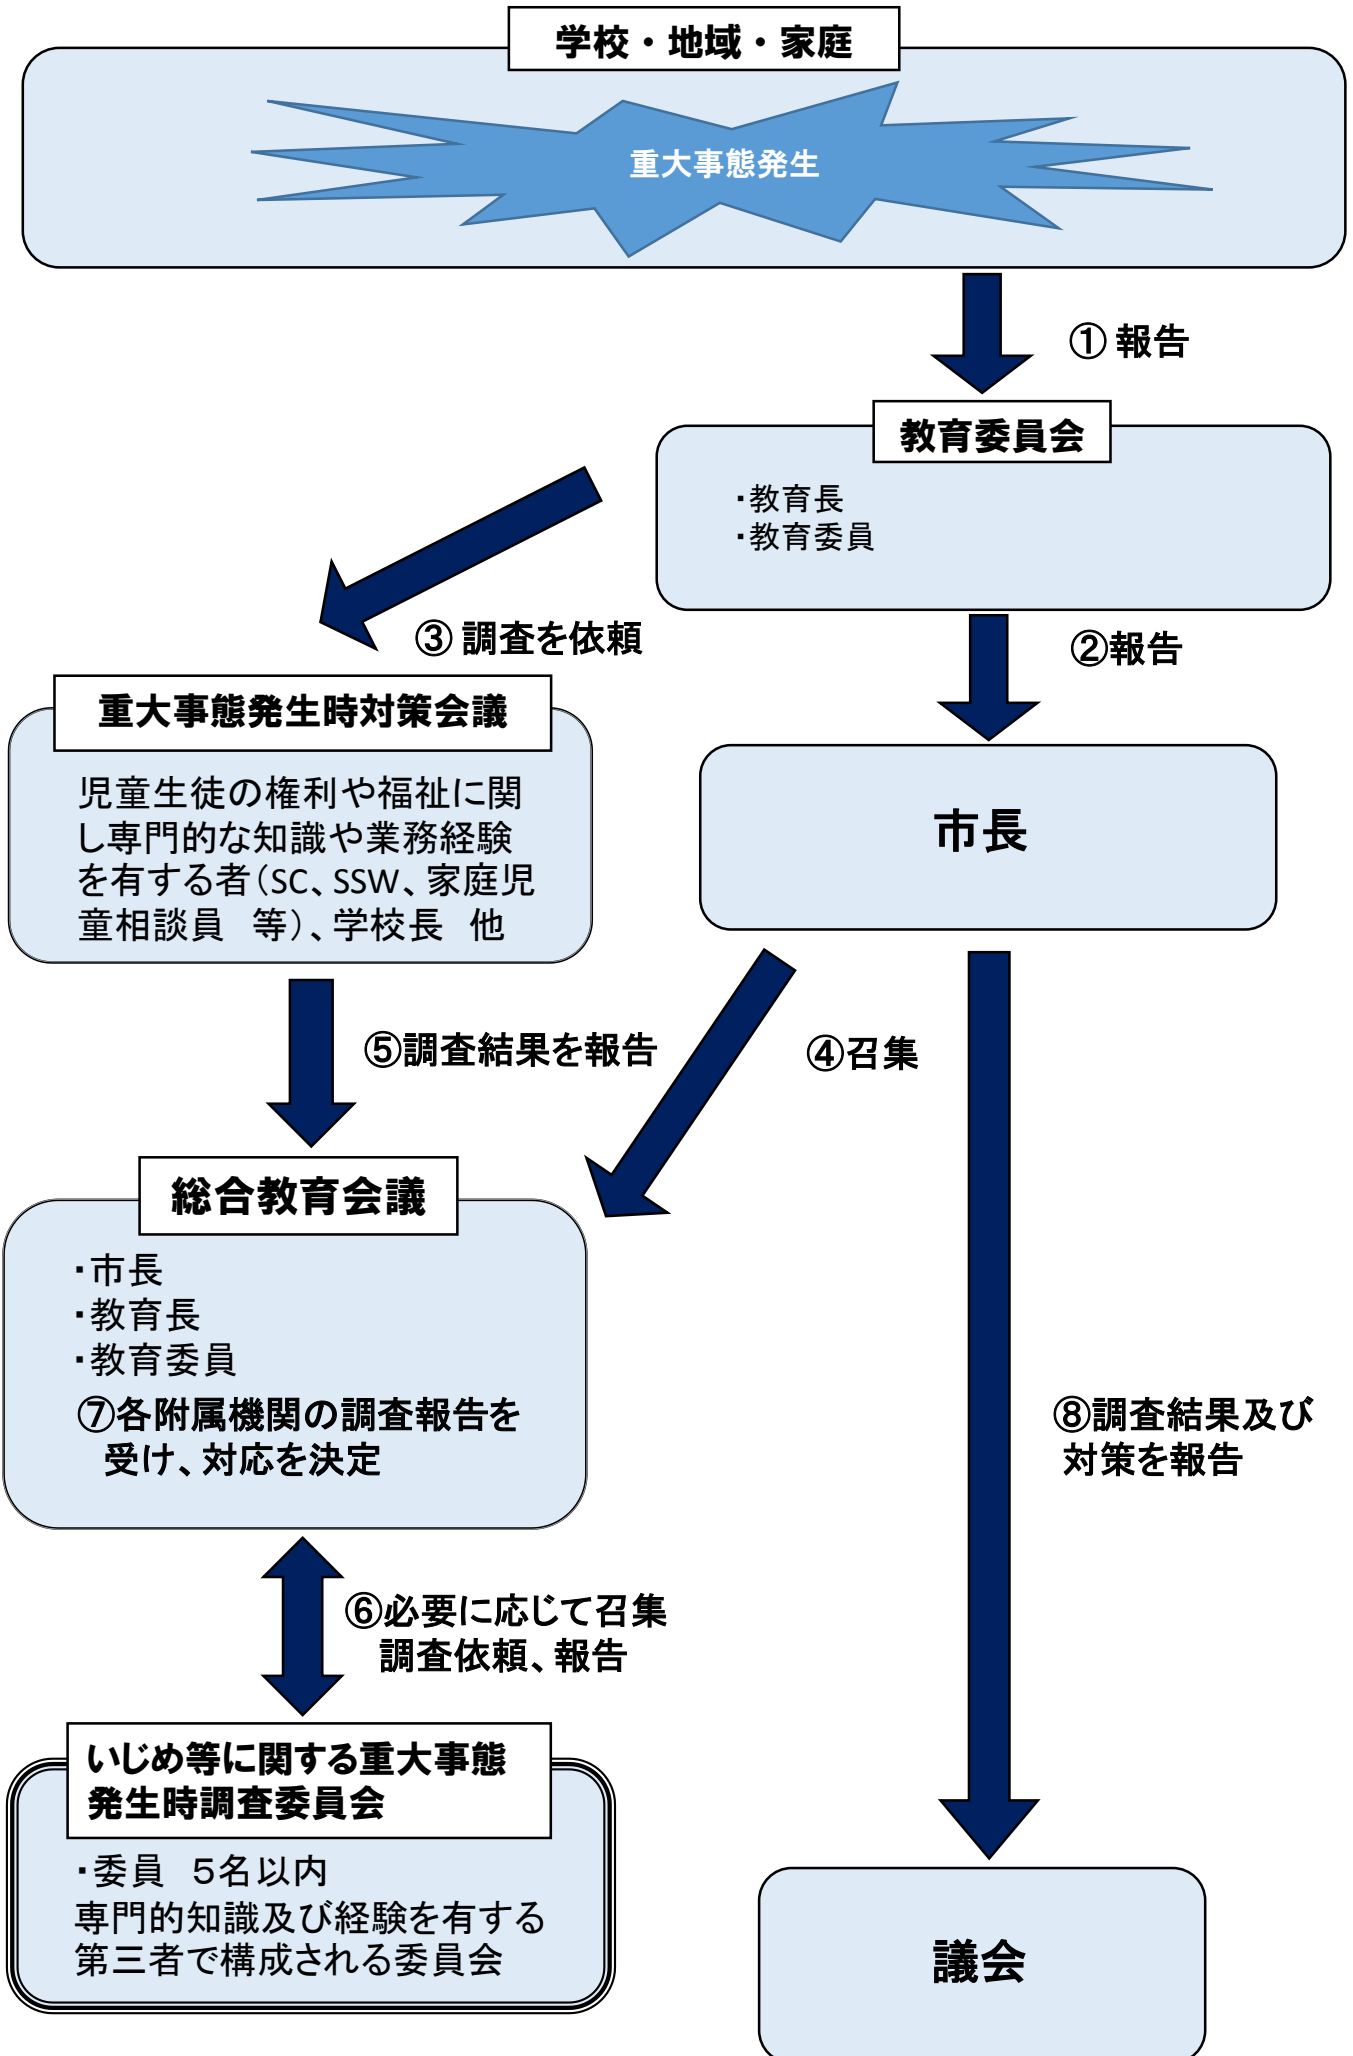 学校・地域・家庭
重大事態発生
① 報告
教育委員会
・教育長
・教育委員
③ 調査を依頼
②報告
重大事態発生時対策会議
児童生徒の権利や福祉に関
し専門的な知識や業務経験
を有する者（SC、SSW、家庭児
童相談員　等）、学校長　他
市長
⑤調査結果を報告
④召集
総合教育会議
・市長
・教育長
・教育委員
⑦各附属機関の調査報告を
受け、対応を決定
⑧調査結果及び
対策を報告
⑥必要に応じて召集
調査依頼、報告
いじめ等に関する重大事態
発生時調査委員会
・委員　５名以内
専門的知識及び経験を有する
第三者で構成される委員会
議会